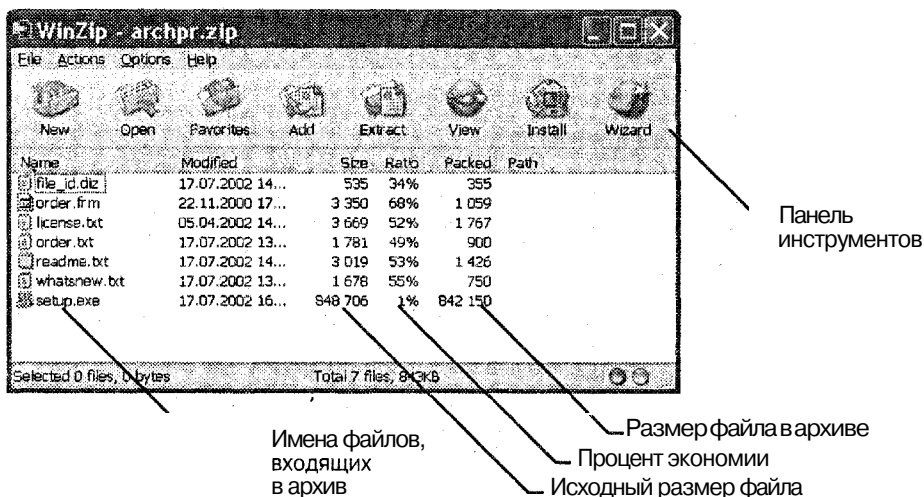 WinZip - archpr.zip
File Actions Options Help
New Open Favorites Add Extract View Install Wizard
Name Modified Size Ratio Packed Path
file_id.diz 17.07.2002 14... 535 34% 355
order.frm 22.11.2000 17... 3 350 68% 1 059
license.txt 05.04.2002 14... 3 669 52% 1 767
order.txt 17.07.2002 13... 1 781 49% 900
readme.txt 17.07.2002 14... 3 019 53% 1 426
whatsnew.txt 17.07.2002 13... 1 678 55% 750
setup.exe 17.07.2002 16... 848 706 1% 842 150
Selected 0 files, 0 bytes Total 7 files, 843KB
Панель
инструментов
Имена файлов,
входящих
в архив
Размер файла в архиве
Процент экономии
Исходный размер файла